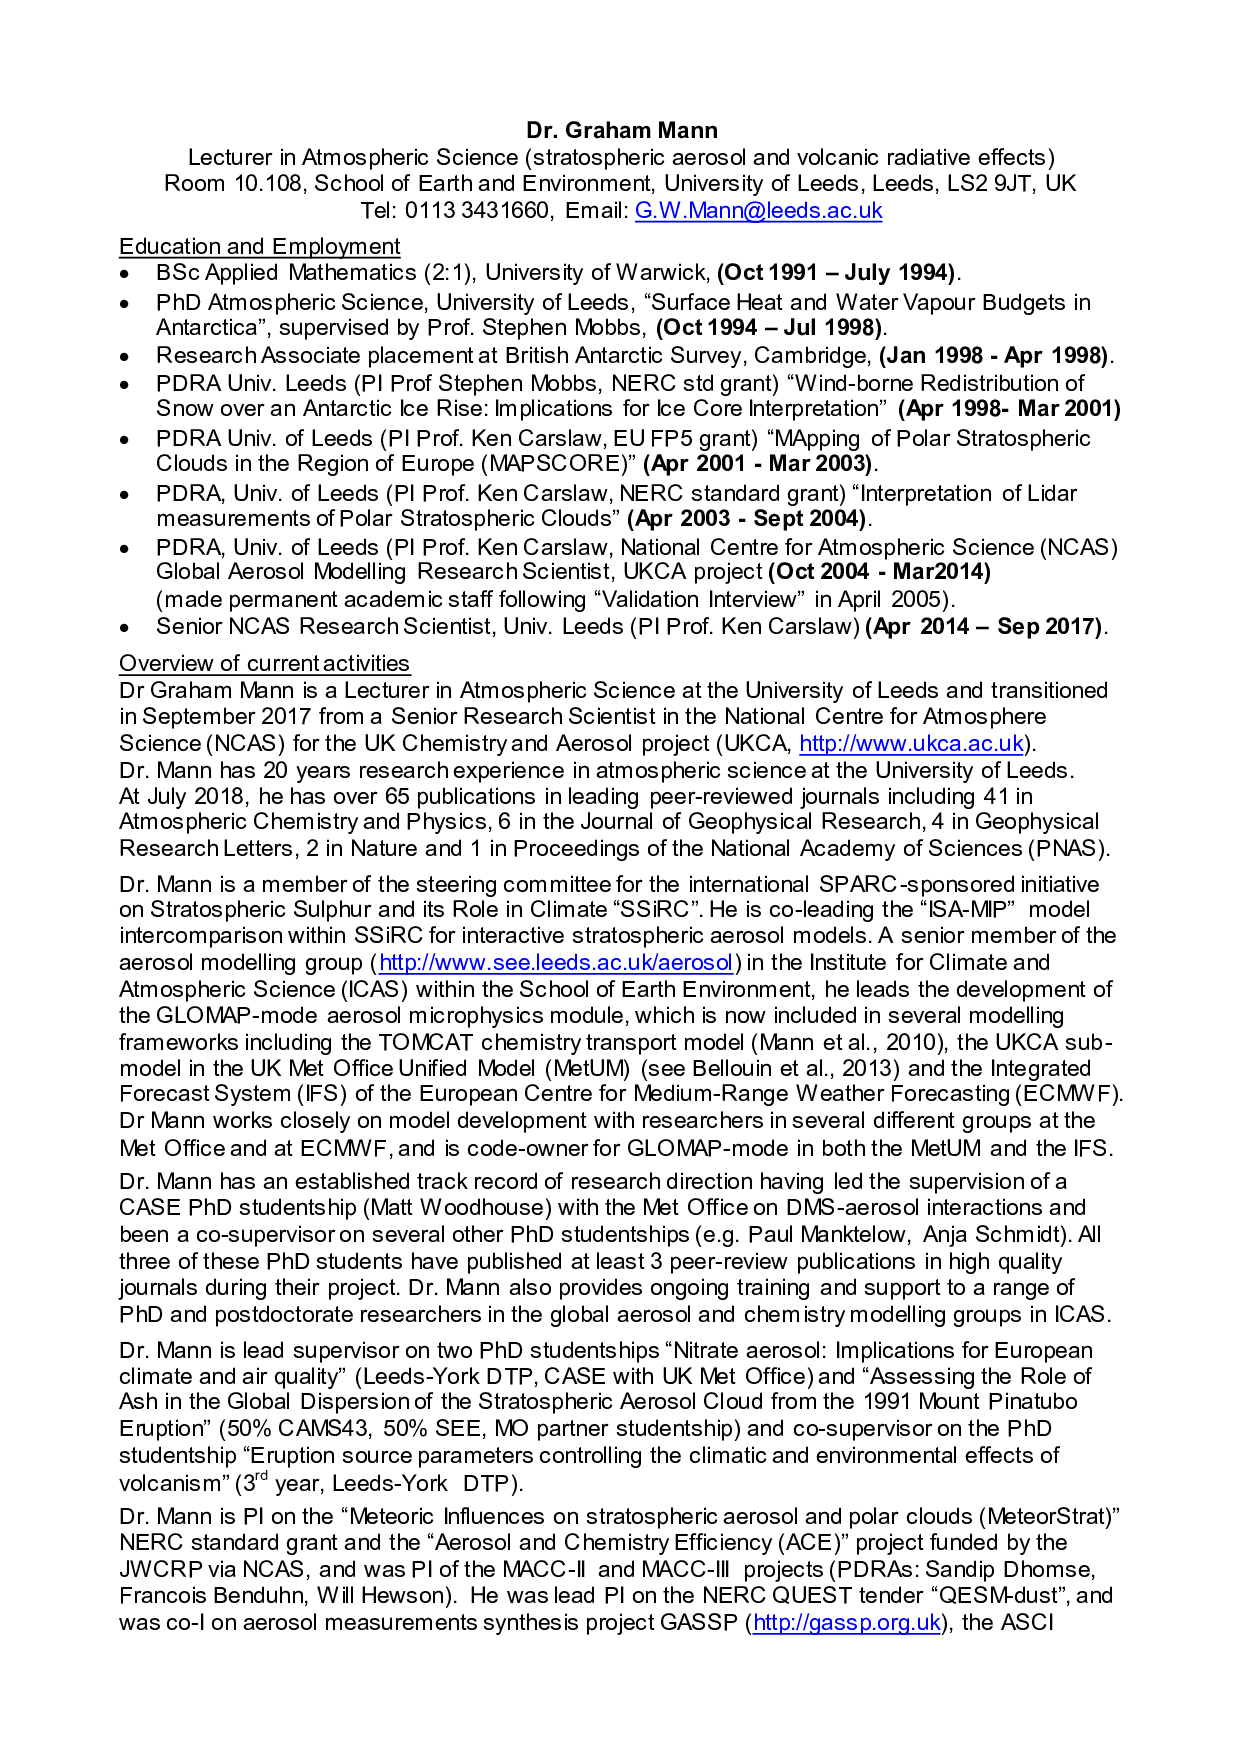 Dr. Graham Mann
Lecturer in Atmospheric Science (stratospheric aerosol and volcanic radiative effects)
Room 10.108, School of Earth and Environment, University of Leeds, Leeds, LS2 9JT, UK
Tel: 0113 3431660, Email: G.W.Mann@leeds.ac.uk
Education and Employment
• BSc Applied Mathematics (2:1), University of Warwick, (Oct 1991 – July 1994).
• PhD Atmospheric Science, University of Leeds, “Surface Heat and Water Vapour Budgets in
Antarctica”, supervised by Prof. Stephen Mobbs, (Oct 1994 – Jul 1998).
• Research Associate placement at British Antarctic Survey, Cambridge, (Jan 1998 - Apr 1998).
• PDRA Univ. Leeds (PI Prof Stephen Mobbs, NERC std grant) “Wind-borne Redistribution of
Snow over an Antarctic Ice Rise: Implications for Ice Core Interpretation” (Apr 1998- Mar 2001)
• PDRA Univ. of Leeds (PI Prof. Ken Carslaw, EU FP5 grant) “MApping of Polar Stratospheric
Clouds in the Region of Europe (MAPSCORE)” (Apr 2001 - Mar 2003).
• PDRA, Univ. of Leeds (PI Prof. Ken Carslaw, NERC standard grant) “Interpretation of Lidar
measurements of Polar Stratospheric Clouds” (Apr 2003 - Sept 2004).
• PDRA, Univ. of Leeds (PI Prof. Ken Carslaw, National Centre for Atmospheric Science (NCAS)
Global Aerosol Modelling Research Scientist, UKCA project (Oct 2004 - Mar2014)
(made permanent academic staff following “Validation Interview” in April 2005).
• Senior NCAS Research Scientist, Univ. Leeds (PI Prof. Ken Carslaw) (Apr 2014 – Sep 2017).
Overview of current activities
Dr Graham Mann is a Lecturer in Atmospheric Science at the University of Leeds and transitioned
in September 2017 from a Senior Research Scientist in the National Centre for Atmosphere
Science (NCAS) for the UK Chemistry and Aerosol project (UKCA, http://www.ukca.ac.uk).
Dr. Mann has 20 years research experience in atmospheric science at the University of Leeds.
At July 2018, he has over 65 publications in leading peer-reviewed journals including 41 in
Atmospheric Chemistry and Physics, 6 in the Journal of Geophysical Research, 4 in Geophysical
Research Letters, 2 in Nature and 1 in Proceedings of the National Academy of Sciences (PNAS).
Dr. Mann is a member of the steering committee for the international SPARC-sponsored initiative
on Stratospheric Sulphur and its Role in Climate “SSiRC”. He is co-leading the “ISA-MIP” model
intercomparison within SSiRC for interactive stratospheric aerosol models. A senior member of the
aerosol modelling group (http://www.see.leeds.ac.uk/aerosol) in the Institute for Climate and
Atmospheric Science (ICAS) within the School of Earth Environment, he leads the development of
the GLOMAP-mode aerosol microphysics module, which is now included in several modelling
frameworks including the TOMCAT chemistry transport model (Mann et al., 2010), the UKCA sub-
model in the UK Met Office Unified Model (MetUM) (see Bellouin et al., 2013) and the Integrated
Forecast System (IFS) of the European Centre for Medium-Range Weather Forecasting (ECMWF).
Dr Mann works closely on model development with researchers in several different groups at the
Met Office and at ECMWF, and is code-owner for GLOMAP-mode in both the MetUM and the IFS.
Dr. Mann has an established track record of research direction having led the supervision of a
CASE PhD studentship (Matt Woodhouse) with the Met Office on DMS-aerosol interactions and
been a co-supervisor on several other PhD studentships (e.g. Paul Manktelow, Anja Schmidt). All
three of these PhD students have published at least 3 peer-review publications in high quality
journals during their project. Dr. Mann also provides ongoing training and support to a range of
PhD and postdoctorate researchers in the global aerosol and chemistry modelling groups in ICAS.
Dr. Mann is lead supervisor on two PhD studentships “Nitrate aerosol: Implications for European
climate and air quality” (Leeds-York DTP, CASE with UK Met Office) and “Assessing the Role of
Ash in the Global Dispersion of the Stratospheric Aerosol Cloud from the 1991 Mount Pinatubo
Eruption” (50% CAMS43, 50% SEE, MO partner studentship) and co-supervisor on the PhD
studentship “Eruption source parameters controlling the climatic and environmental effects of
volcanism” (3rd year, Leeds-York DTP).
Dr. Mann is PI on the “Meteoric Influences on stratospheric aerosol and polar clouds (MeteorStrat)”
NERC standard grant and the “Aerosol and Chemistry Efficiency (ACE)” project funded by the
JWCRP via NCAS, and was PI of the MACC-II and MACC-III projects (PDRAs: Sandip Dhomse,
Francois Benduhn, Will Hewson). He was lead PI on the NERC QUEST tender “QESM-dust”, and
was co-I on aerosol measurements synthesis project GASSP (http://gassp.org.uk), the ASCI